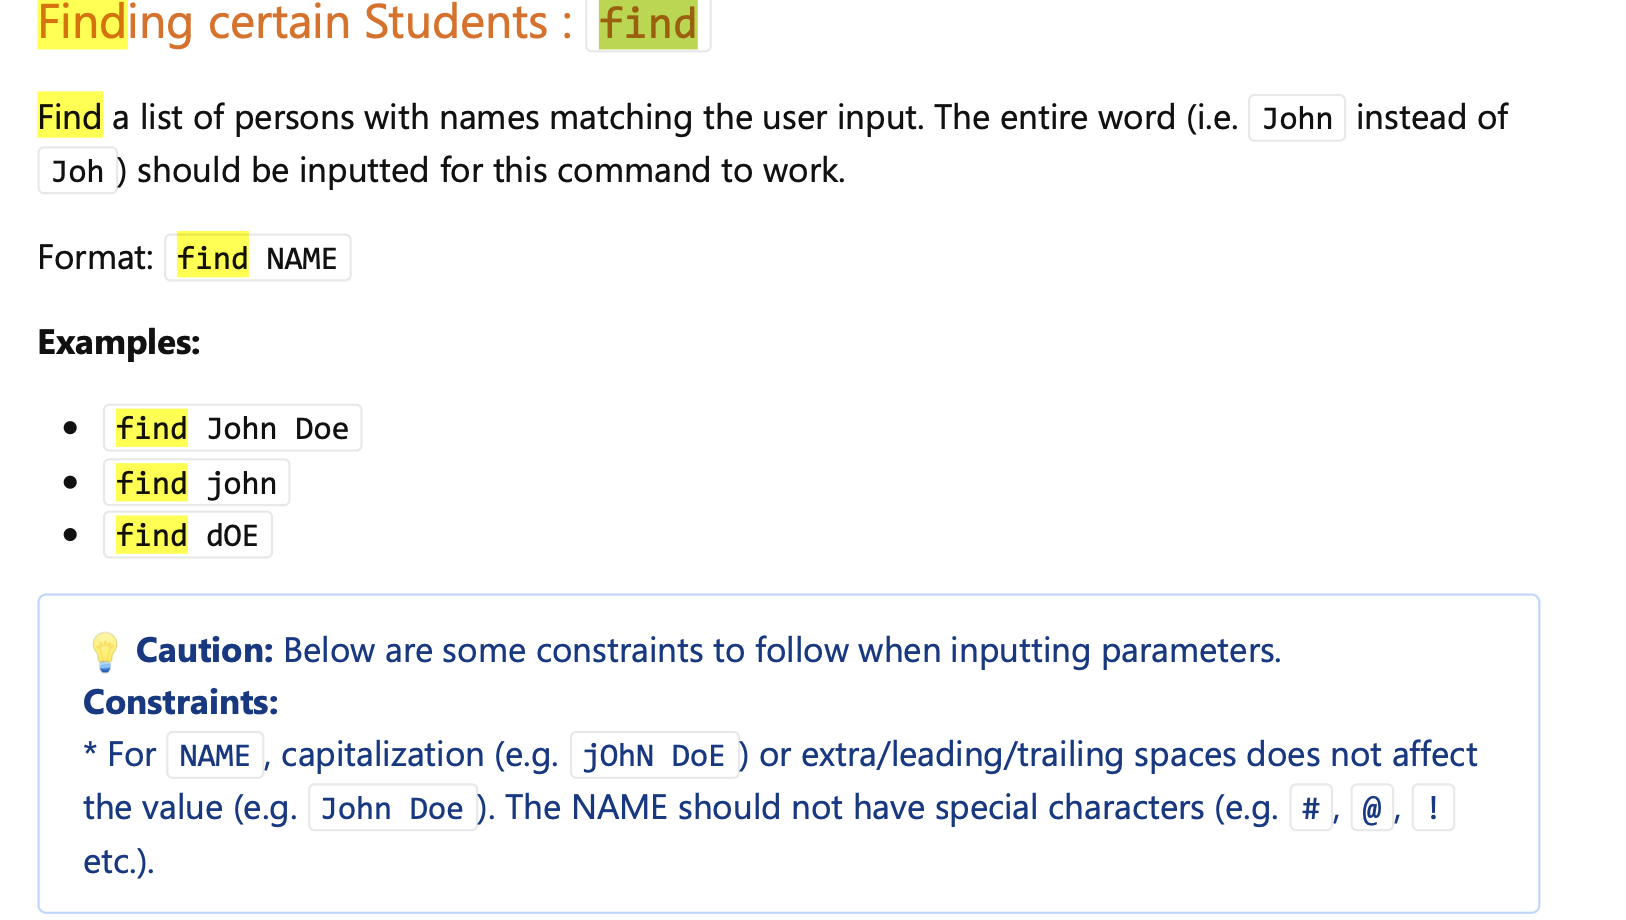 Finding certain Students : find
Find a list of persons with names matching the user input. The entire word (i.e. John instead of
Joh ) should be inputted for this command to work.
Format: find NAME
Examples:
• find John Doe
• find john
• find dOE
💡 Caution: Below are some constraints to follow when inputting parameters.
Constraints:
* For NAME , capitalization (e.g. jOhN DoE ) or extra/leading/trailing spaces does not affect
the value (e.g. John Doe ). The NAME should not have special characters (e.g. # , @ , !
etc.).